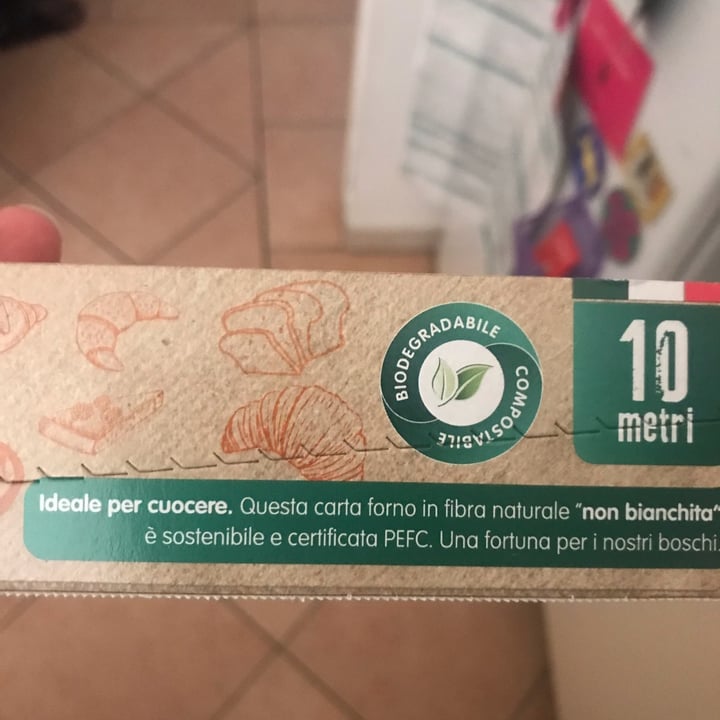 BIODEGRADABILE
COMPOSTABILE
10
metri
Ideale per cuocere. Questa carta forno in fibra naturale "non bianchita"
è sostenibile e certificata PEFC. Una fortuna per i nostri boschi.